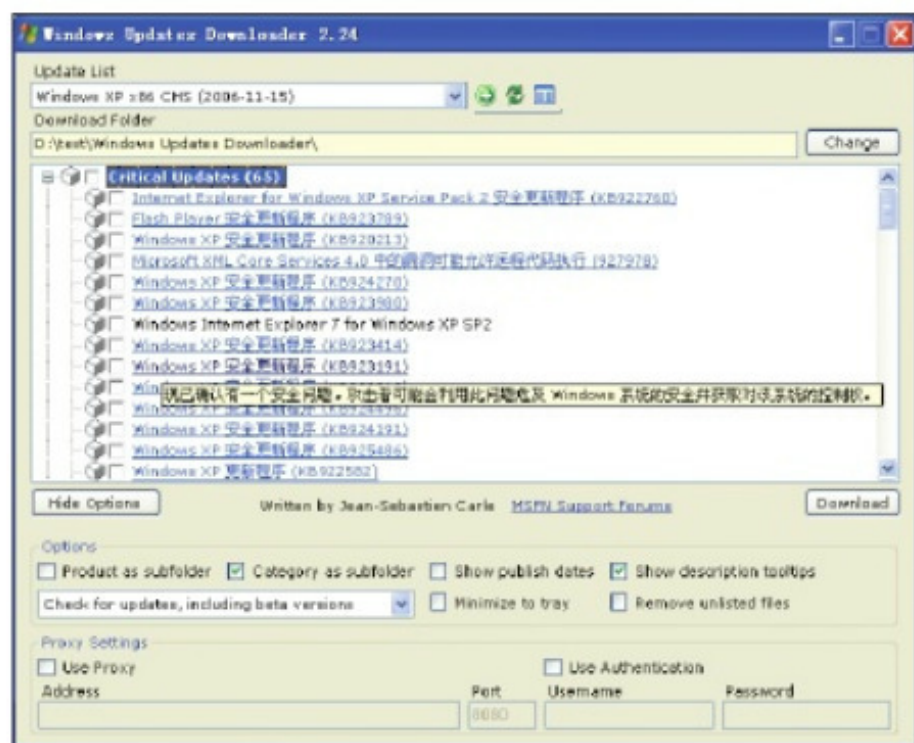 Windows Updates Downloader 2.24
Update List
Windows XP x86 CHS (2006-11-15)
Download Folder
D:\test\Windows Updates Downloader\
Change
Critical Updates (65)
Internet Explorer for Windows XP Service Pack 2 安全更新程序 (KB922760)
Flash Player 安全更新程序 (KB923789)
Windows XP 安全更新程序 (KB920213)
Microsoft XML Core Services 4.0 中的漏洞可能允许远程代码执行 (927978)
Windows XP 安全更新程序 (KB924270)
Windows XP 安全更新程序 (KB923980)
Windows Internet Explorer 7 for Windows XP SP2
Windows XP 安全更新程序 (KB923414)
Windows XP 安全更新程序 (KB923191)
Win
现已确认有一个安全问题。攻击者可能会利用此问题危及 Windows 系统的安全并获取对该系统的控制权。
Windows XP 安全更新程序
Windows XP 安全更新程序 (KB924191)
Windows XP 安全更新程序 (KB925486)
Windows XP 更新程序 (KB922582)
Hide Options
Written by Jean-Sebastien Carle MSFN Support Forums
Download
Options
Product as subfolder Category as subfolder Show publish dates Show description tooltips
Check for updates, including beta versions Minimize to tray Remove unlisted files
Proxy Settings
Use Proxy Use Authentication
Address Port Username Password
8080